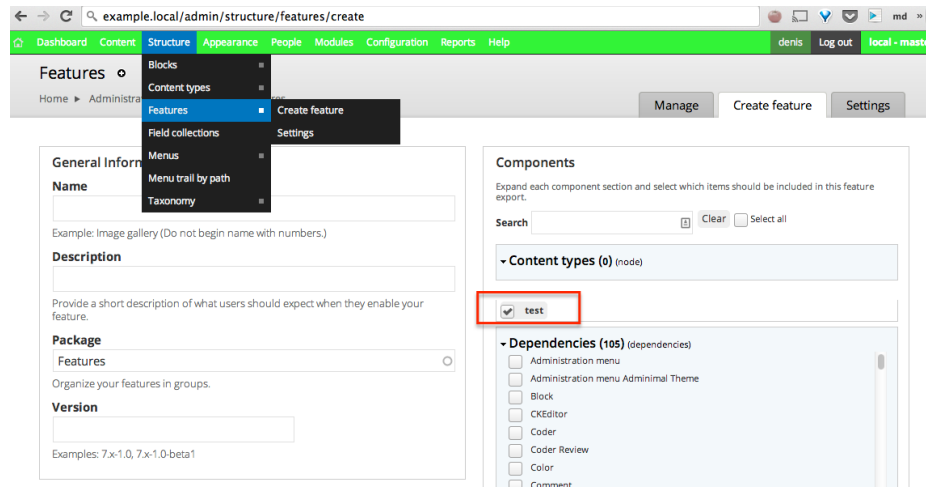 example.local/admin/structure/features/create
md »
Dashboard Content Structure Appearance People Modules Configuration Reports Help denis Log out local - maste
Features
Home ► Administra
Blocks
Content types
Features
Field collections
Menus
Menu trail by path
Taxonomy
Create feature
Settings
Manage Create feature Settings
General Inform
Name
Example: Image gallery (Do not begin name with numbers.)
Description
Provide a short description of what users should expect when they enable your
feature.
Package
Features
Organize your features in groups.
Version
Examples: 7.x-1.0, 7.x-1.0-beta1
Components
Expand each component section and select which items should be included in this feature
export.
Search Clear Select all
Content types (0) (node)
test
Dependencies (105) (dependencies)
Administration menu
Administration menu Adminimal Theme
Block
CKEditor
Coder
Coder Review
Color
Comment